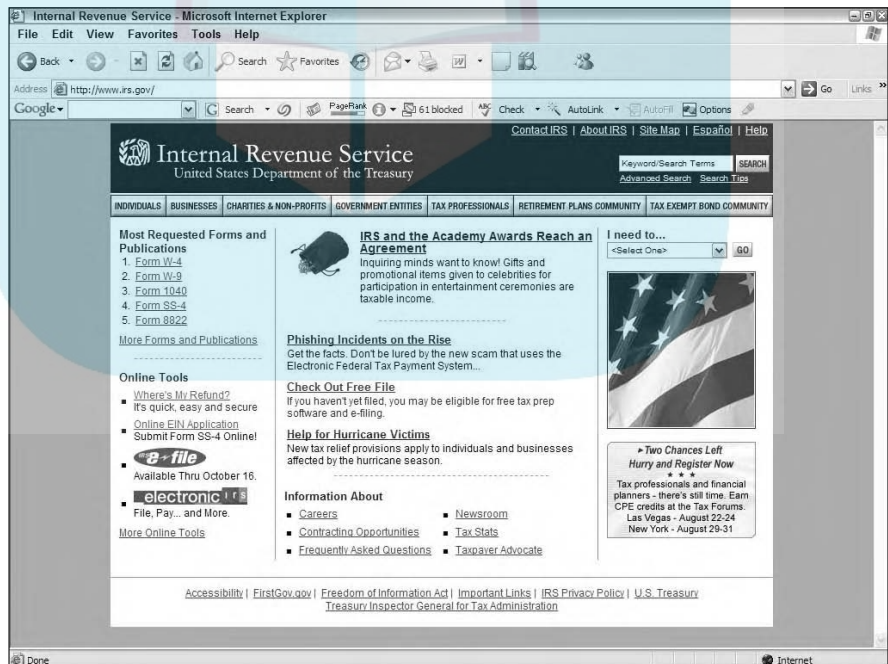 Internal Revenue Service - Microsoft Internet Explorer
File Edit View Favorites Tools Help
Back Search Favorites
Address http://www.irs.gov/ Go Links »
Google Search PageRank 61 blocked ABC Check AutoLink AutoFill Options
Contact IRS | About IRS | Site Map | Español | Help
Internal Revenue Service
United States Department of the Treasury
Keyword/Search Terms SEARCH
Advanced Search Search Tips
INDIVIDUALS BUSINESSES CHARITIES & NON-PROFITS GOVERNMENT ENTITIES TAX PROFESSIONALS RETIREMENT PLANS COMMUNITY TAX EXEMPT BOND COMMUNITY
Most Requested Forms and
Publications
1. Form W-4
2. Form W-9
3. Form 1040
4. Form SS-4
5. Form 8822
More Forms and Publications
Online Tools
Where's My Refund?
It's quick, easy and secure
Online EIN Application
Submit Form SS-4 Online!
IRS e-file
Available Thru October 16.
electronic irs
File, Pay... and More.
More Online Tools
IRS and the Academy Awards Reach an
Agreement
Inquiring minds want to know! Gifts and
promotional items given to celebrities for
participation in entertainment ceremonies are
taxable income.
Phishing Incidents on the Rise
Get the facts. Don't be lured by the new scam that uses the
Electronic Federal Tax Payment System...
Check Out Free File
If you haven't yet filed, you may be eligible for free tax prep
software and e-filing.
Help for Hurricane Victims
New tax relief provisions apply to individuals and businesses
affected by the hurricane season.
Information About
Careers
Contracting Opportunities
Frequently Asked Questions
Newsroom
Tax Stats
Taxpayer Advocate
I need to...
<Select One> GO
Two Chances Left
Hurry and Register Now
* * *
Tax professionals and financial
planners - there's still time. Earn
CPE credits at the Tax Forums.
Las Vegas - August 22-24
New York - August 29-31
Accessibility | FirstGov.gov | Freedom of Information Act | Important Links | IRS Privacy Policy | U.S. Treasury
Treasury Inspector General for Tax Administration
Done Internet